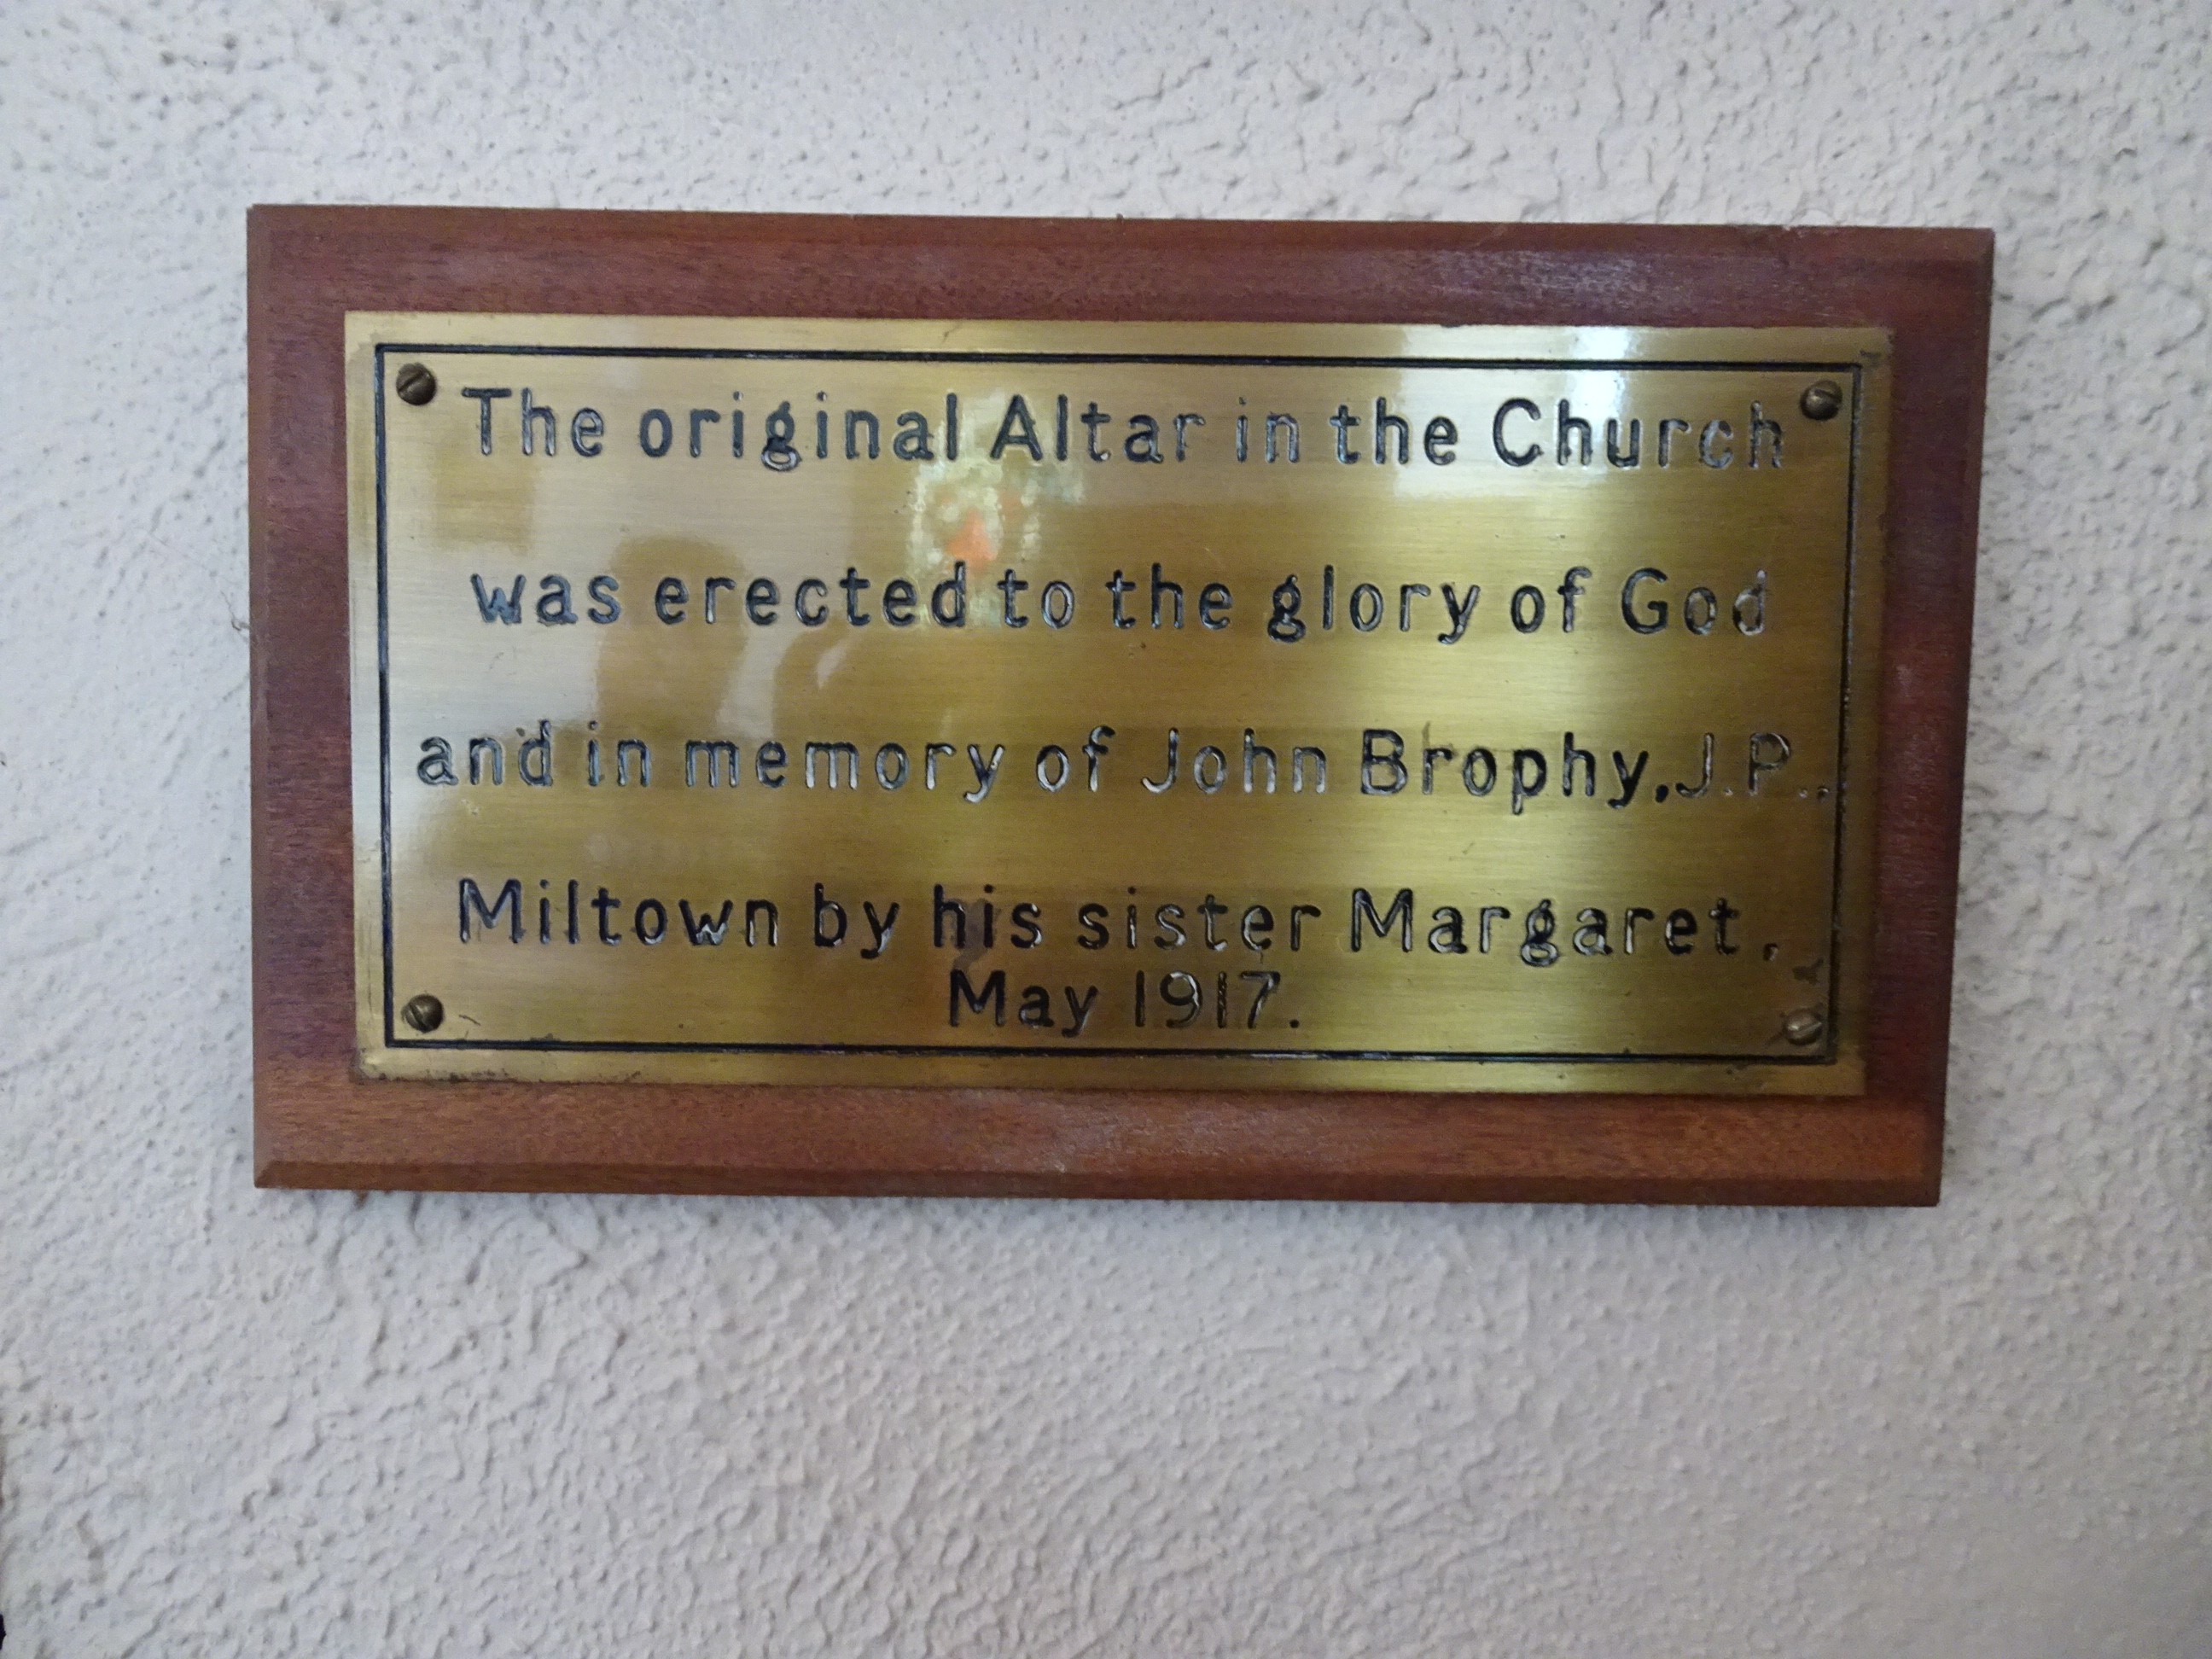 The original Altar in the Church
was erected to the glory of God
and in memory of John Brophy, J.P.,
Miltown by his sister Margaret,
May 1917.